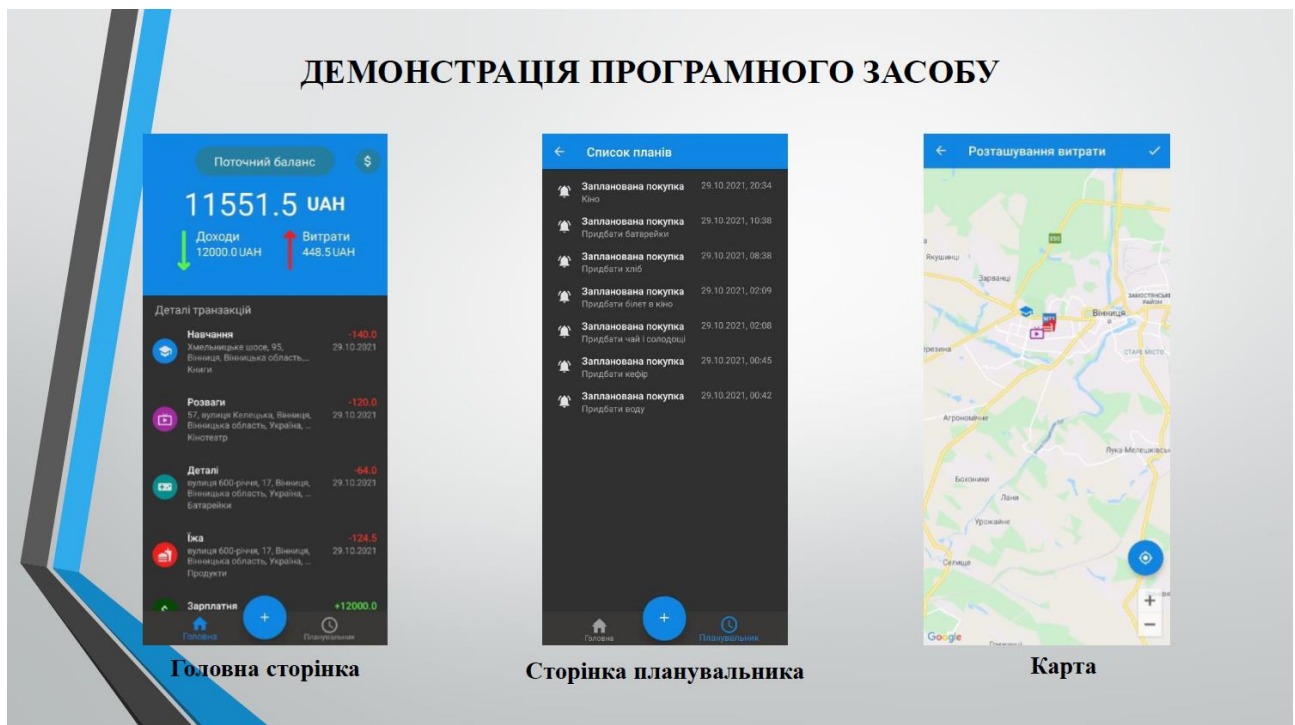 ДЕМОНСТРАЦІЯ ПРОГРАМНОГО ЗАСОБУ
Поточний баланс
$
11551.5 UAH
Доходи
12000.0 UAH
Витрати
448.5 UAH
Деталі транзакцій
Навчання -140.0
Хмельницьке шосе, 95, 29.10.2021
Вінниця, Вінницька область,...
Книги
Розваги -120.0
57, вулиця Келецька, Вінниця, 29.10.2021
Вінницька область, Україна, ...
Кінотеатр
Деталі -64.0
вулиця 600-річчя, 17, Вінниця, 29.10.2021
Вінницька область, Україна, ...
Батарейки
Їжа -124.5
вулиця 600-річчя, 17, Вінниця, 29.10.2021
Вінницька область, Україна, ...
Продукти
Зарплатня +12000.0
+
Головна
Планувальник
Головна сторінка
Список планів
Запланована покупка 29.10.2021, 20:34
Кіно
Запланована покупка 29.10.2021, 10:38
Придбати батарейки
Запланована покупка 29.10.2021, 08:38
Придбати хліб
Запланована покупка 29.10.2021, 02:09
Придбати білет в кіно
Запланована покупка 29.10.2021, 02:08
Придбати чай і солодощі
Запланована покупка 29.10.2021, 00:45
Придбати кефір
Запланована покупка 29.10.2021, 00:42
Придбати воду
+
Головна
Планувальник
Сторінка планувальника
Розташування витрати
E50
Якушинці
Зарванці
ЗАМОСТЯНСЬКИ
РАЙОН
Вінниця
СТАРЕ МІСТО
Агрономічне
Лука-Мелешківськ
Бохоники
Лани
Урожайне
Селище
+
−
Google
Карта